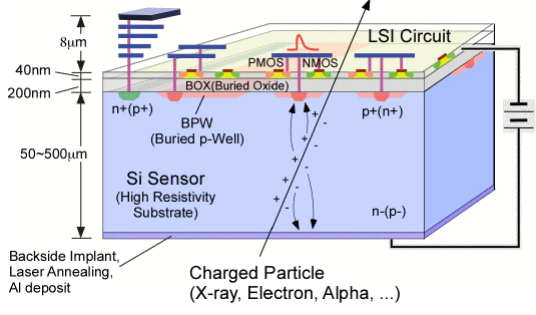 8μm
LSI Circuit
PMOS
NMOS
40nm
200nm
BOX(Buried Oxide)
n+(p+)
BPW
(Buried p-Well)
p+(n+)
50~500μm
Si Sensor
(High Resistivity
Substrate)
n-(p-)
+ - + - + - + - + -
Backside Implant,
Laser Annealing,
Al deposit
Charged Particle
(X-ray, Electron, Alpha, ...)